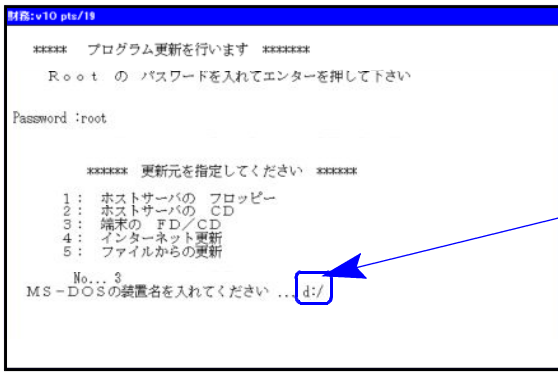 財務:v10 pts/19
***** プログラム更新を行います *******
Root の パスワードを入れてエンターを押して下さい
Password :root
****** 更新元を指定してください ******
1: ホストサーバの フロッピー
2: ホストサーバの CD
3: 端末の FD/CD
4: インターネット更新
5: ファイルからの更新
No... 3
MS-DOSの装置名を入れてください ... d:/